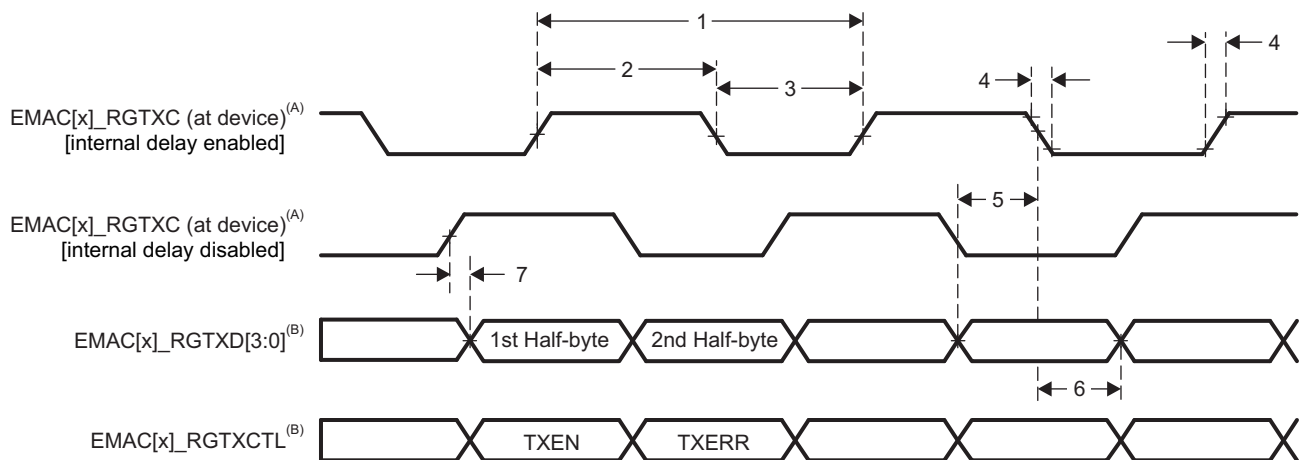 1
2
3
4
4
EMAC[x]_RGTXC (at device)(A)
[internal delay enabled]
5
EMAC[x]_RGTXC (at device)(A)
[internal delay disabled]
7
EMAC[x]_RGTXD[3:0](B)
1st Half-byte
2nd Half-byte
6
EMAC[x]_RGTXCTL(B)
TXEN
TXERR